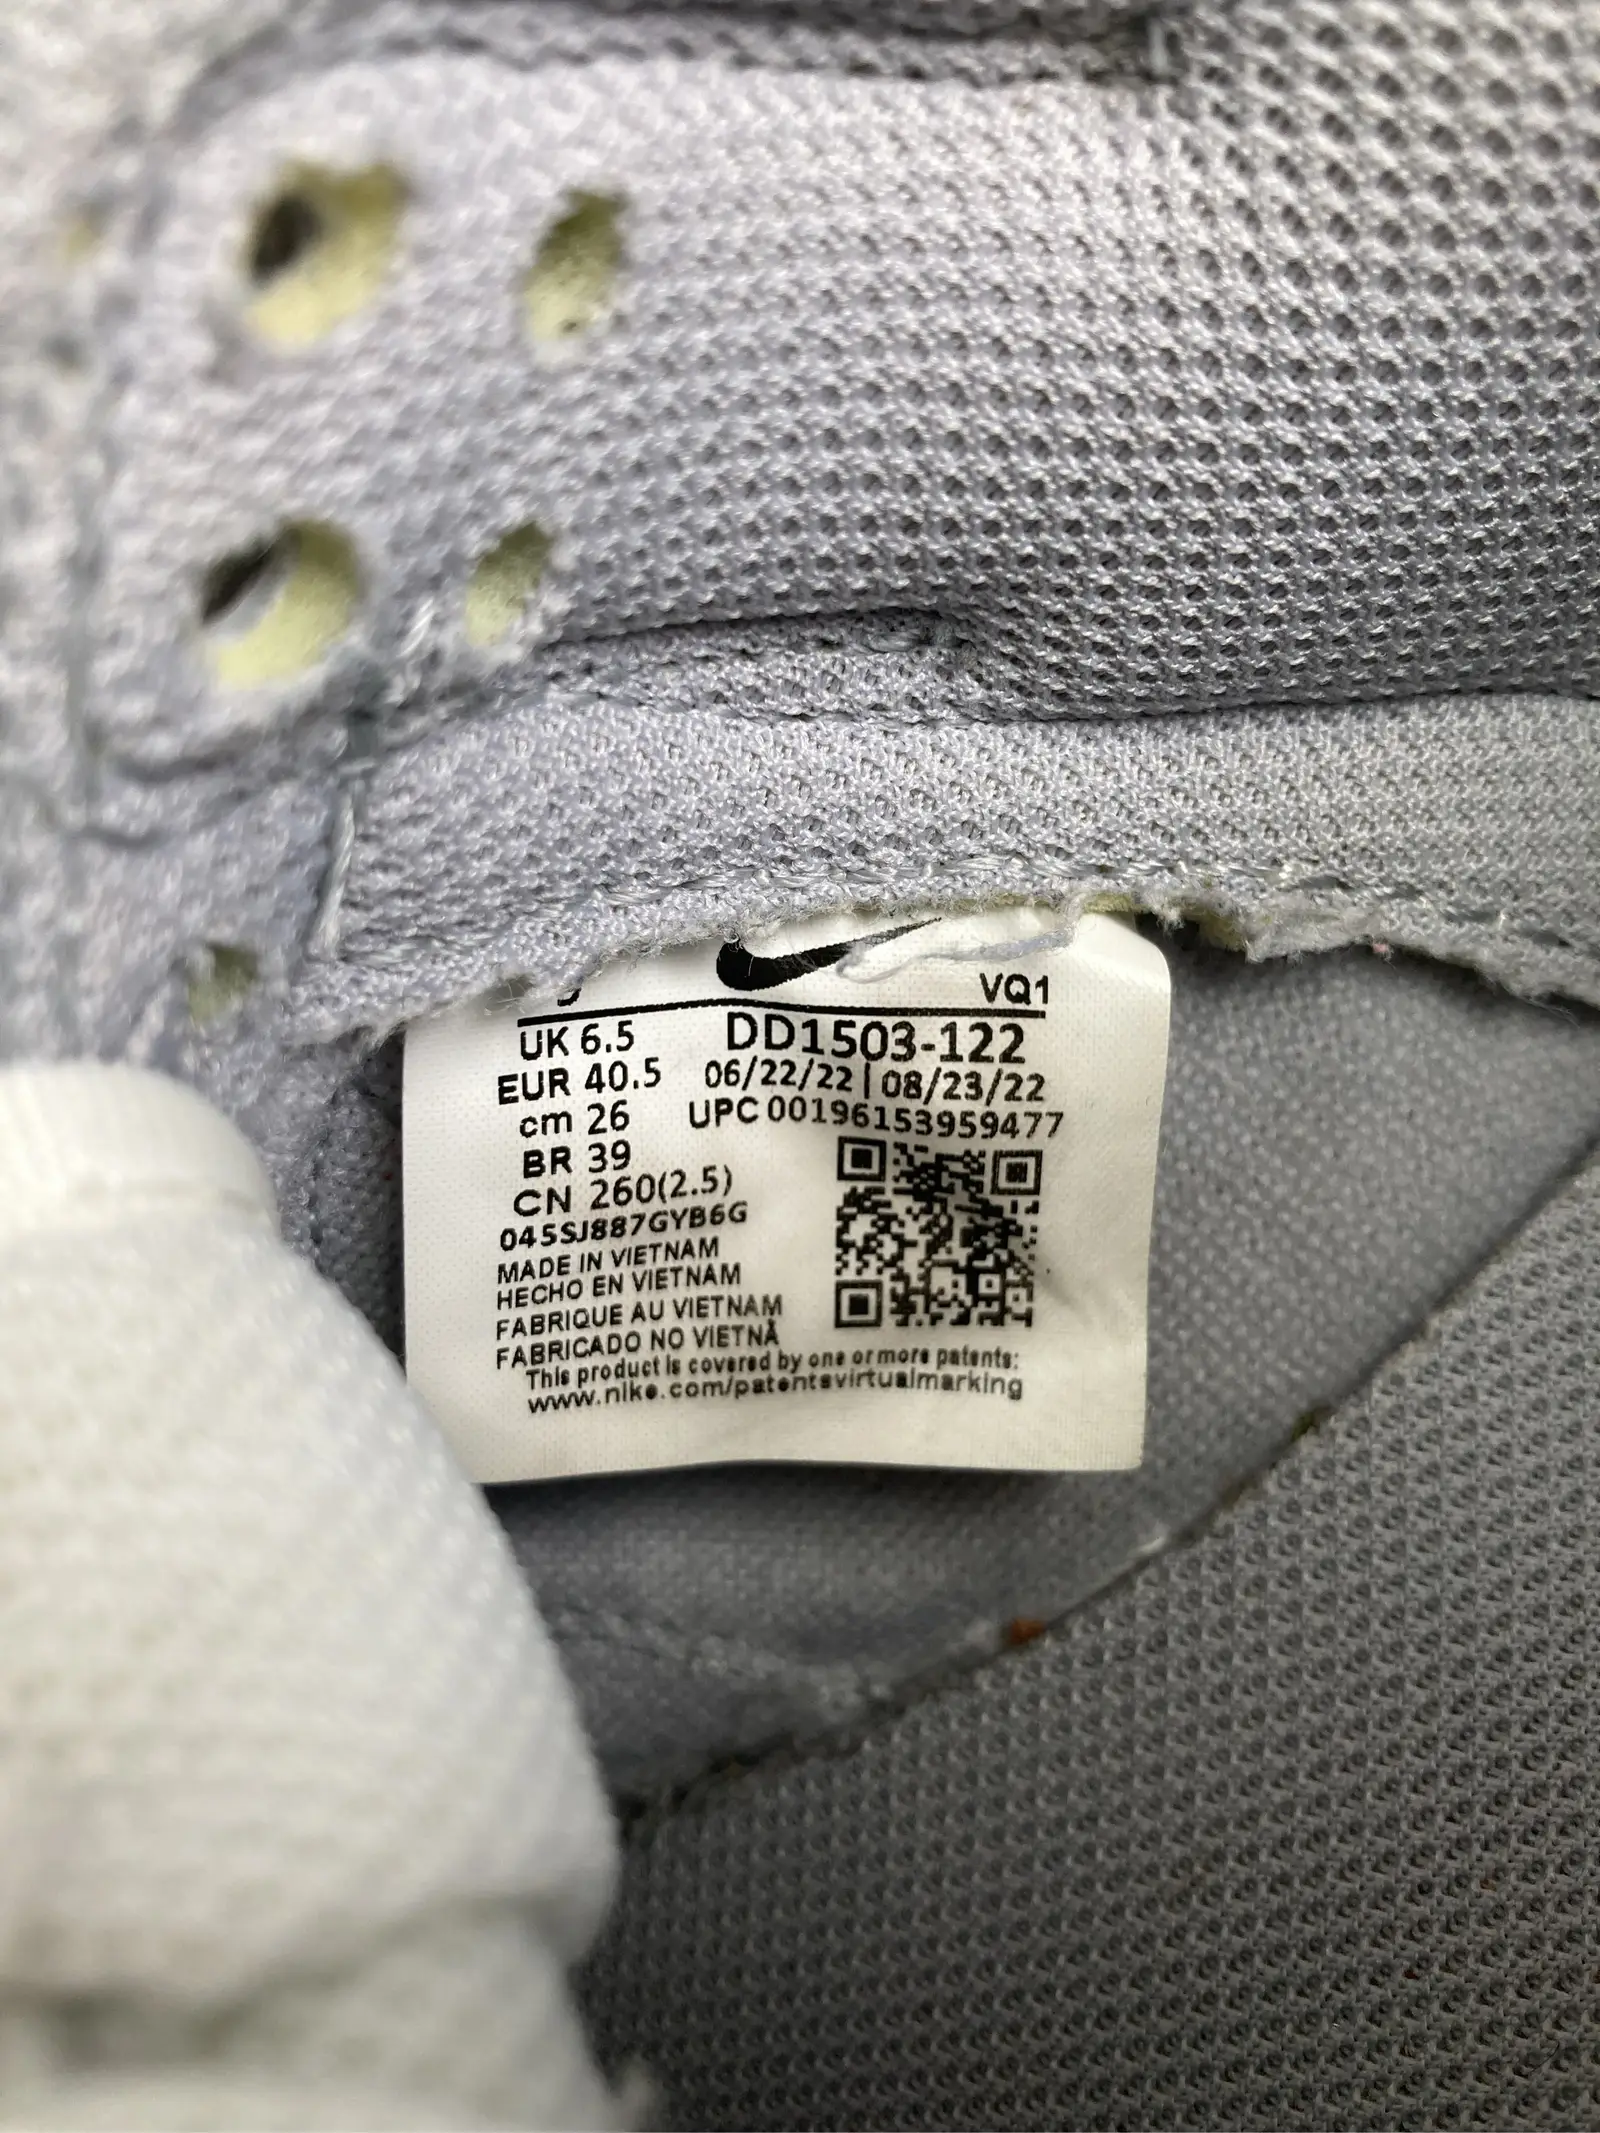 VQ1
UK 6.5 DD1503-122
EUR 40.5 06/22/22 | 08/23/22
cm 26 UPC 00196153959477
BR 39
CN 260(2.5)
045SJ887GYB6G
MADE IN VIETNAM
HECHO EN VIETNAM
FABRIQUE AU VIETNAM
FABRICADO NO VIETNÃ
This product is covered by one or more patents:
www.nike.com/patentsvirtualmarking